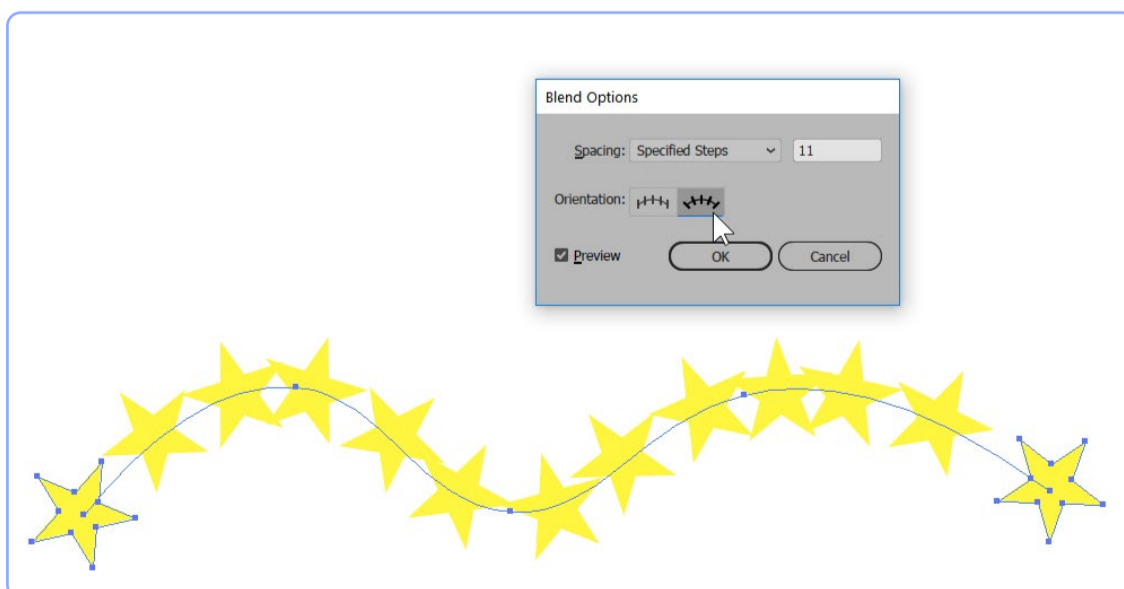 Blend Options
Spacing: Specified Steps 11
Orientation:
Preview OK Cancel